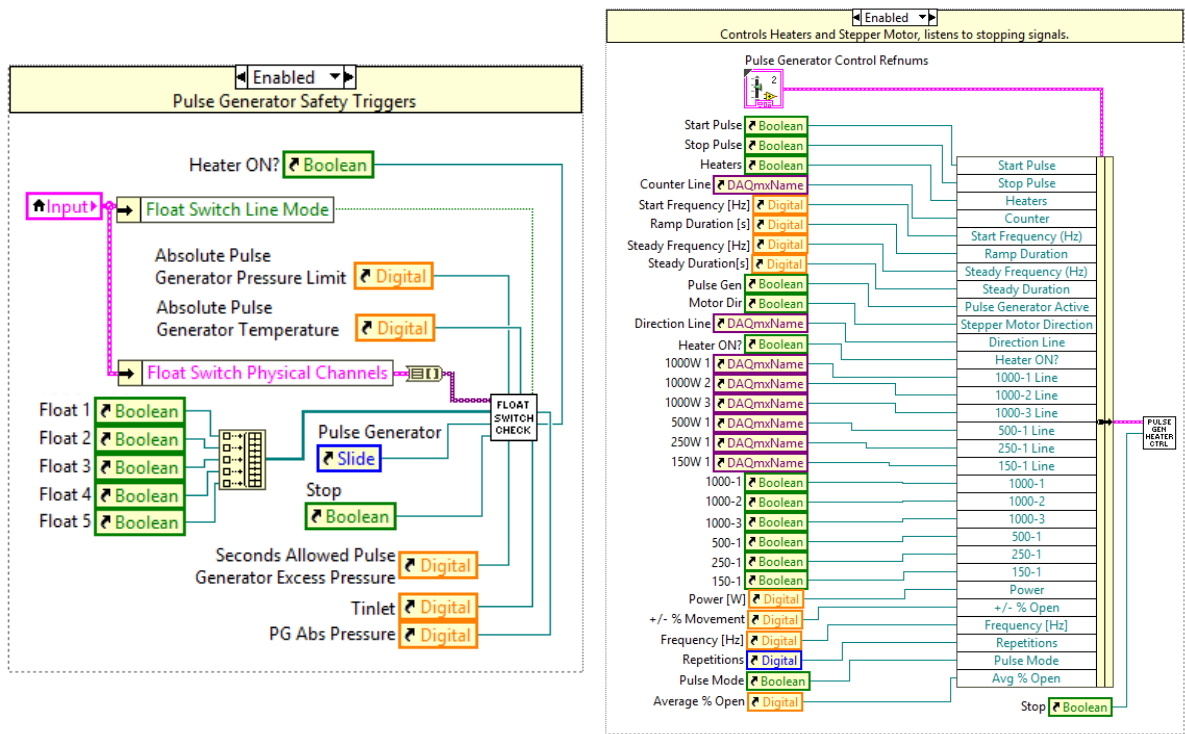 Enabled
Pulse Generator Safety Triggers
Heater ON? Boolean
Input
Float Switch Line Mode
Absolute Pulse
Generator Pressure Limit Digital
Absolute Pulse
Generator Temperature Digital
Float Switch Physical Channels
FLOAT
SWITCH
CHECK
Float 1 Boolean
Float 2 Boolean
Float 3 Boolean
Float 4 Boolean
Float 5 Boolean
Pulse Generator
Slide
Stop
Boolean
Seconds Allowed Pulse
Generator Excess Pressure Digital
Tinlet Digital
PG Abs Pressure Digital
Enabled
Controls Heaters and Stepper Motor, listens to stopping signals.
Pulse Generator Control Refnums
2
Start Pulse Boolean
Stop Pulse Boolean
Heaters Boolean
Counter Line DAQmxName
Start Frequency [Hz] Digital
Ramp Duration [s] Digital
Steady Frequency [Hz] Digital
Steady Duration[s] Digital
Pulse Gen Boolean
Motor Dir Boolean
Direction Line DAQmxName
Heater ON? Boolean
1000W 1 DAQmxName
1000W 2 DAQmxName
1000W 3 DAQmxName
500W 1 DAQmxName
250W 1 DAQmxName
150W 1 DAQmxName
1000-1 Boolean
1000-2 Boolean
1000-3 Boolean
500-1 Boolean
250-1 Boolean
150-1 Boolean
Power [W] Digital
+/- % Movement Digital
Frequency [Hz] Digital
Repetitions Digital
Pulse Mode Boolean
Average % Open Digital
Start Pulse
Stop Pulse
Heaters
Counter
Start Frequency (Hz)
Ramp Duration
Steady Frequency (Hz)
Steady Duration
Pulse Generator Active
Stepper Motor Direction
Direction Line
Heater ON?
1000-1 Line
1000-2 Line
1000-3 Line
500-1 Line
250-1 Line
150-1 Line
1000-1
1000-2
1000-3
500-1
250-1
150-1
Power
+/- % Open
Frequency [Hz]
Repetitions
Pulse Mode
Avg % Open
PULSE
GEN
HEATER
CTRL
Stop Boolean